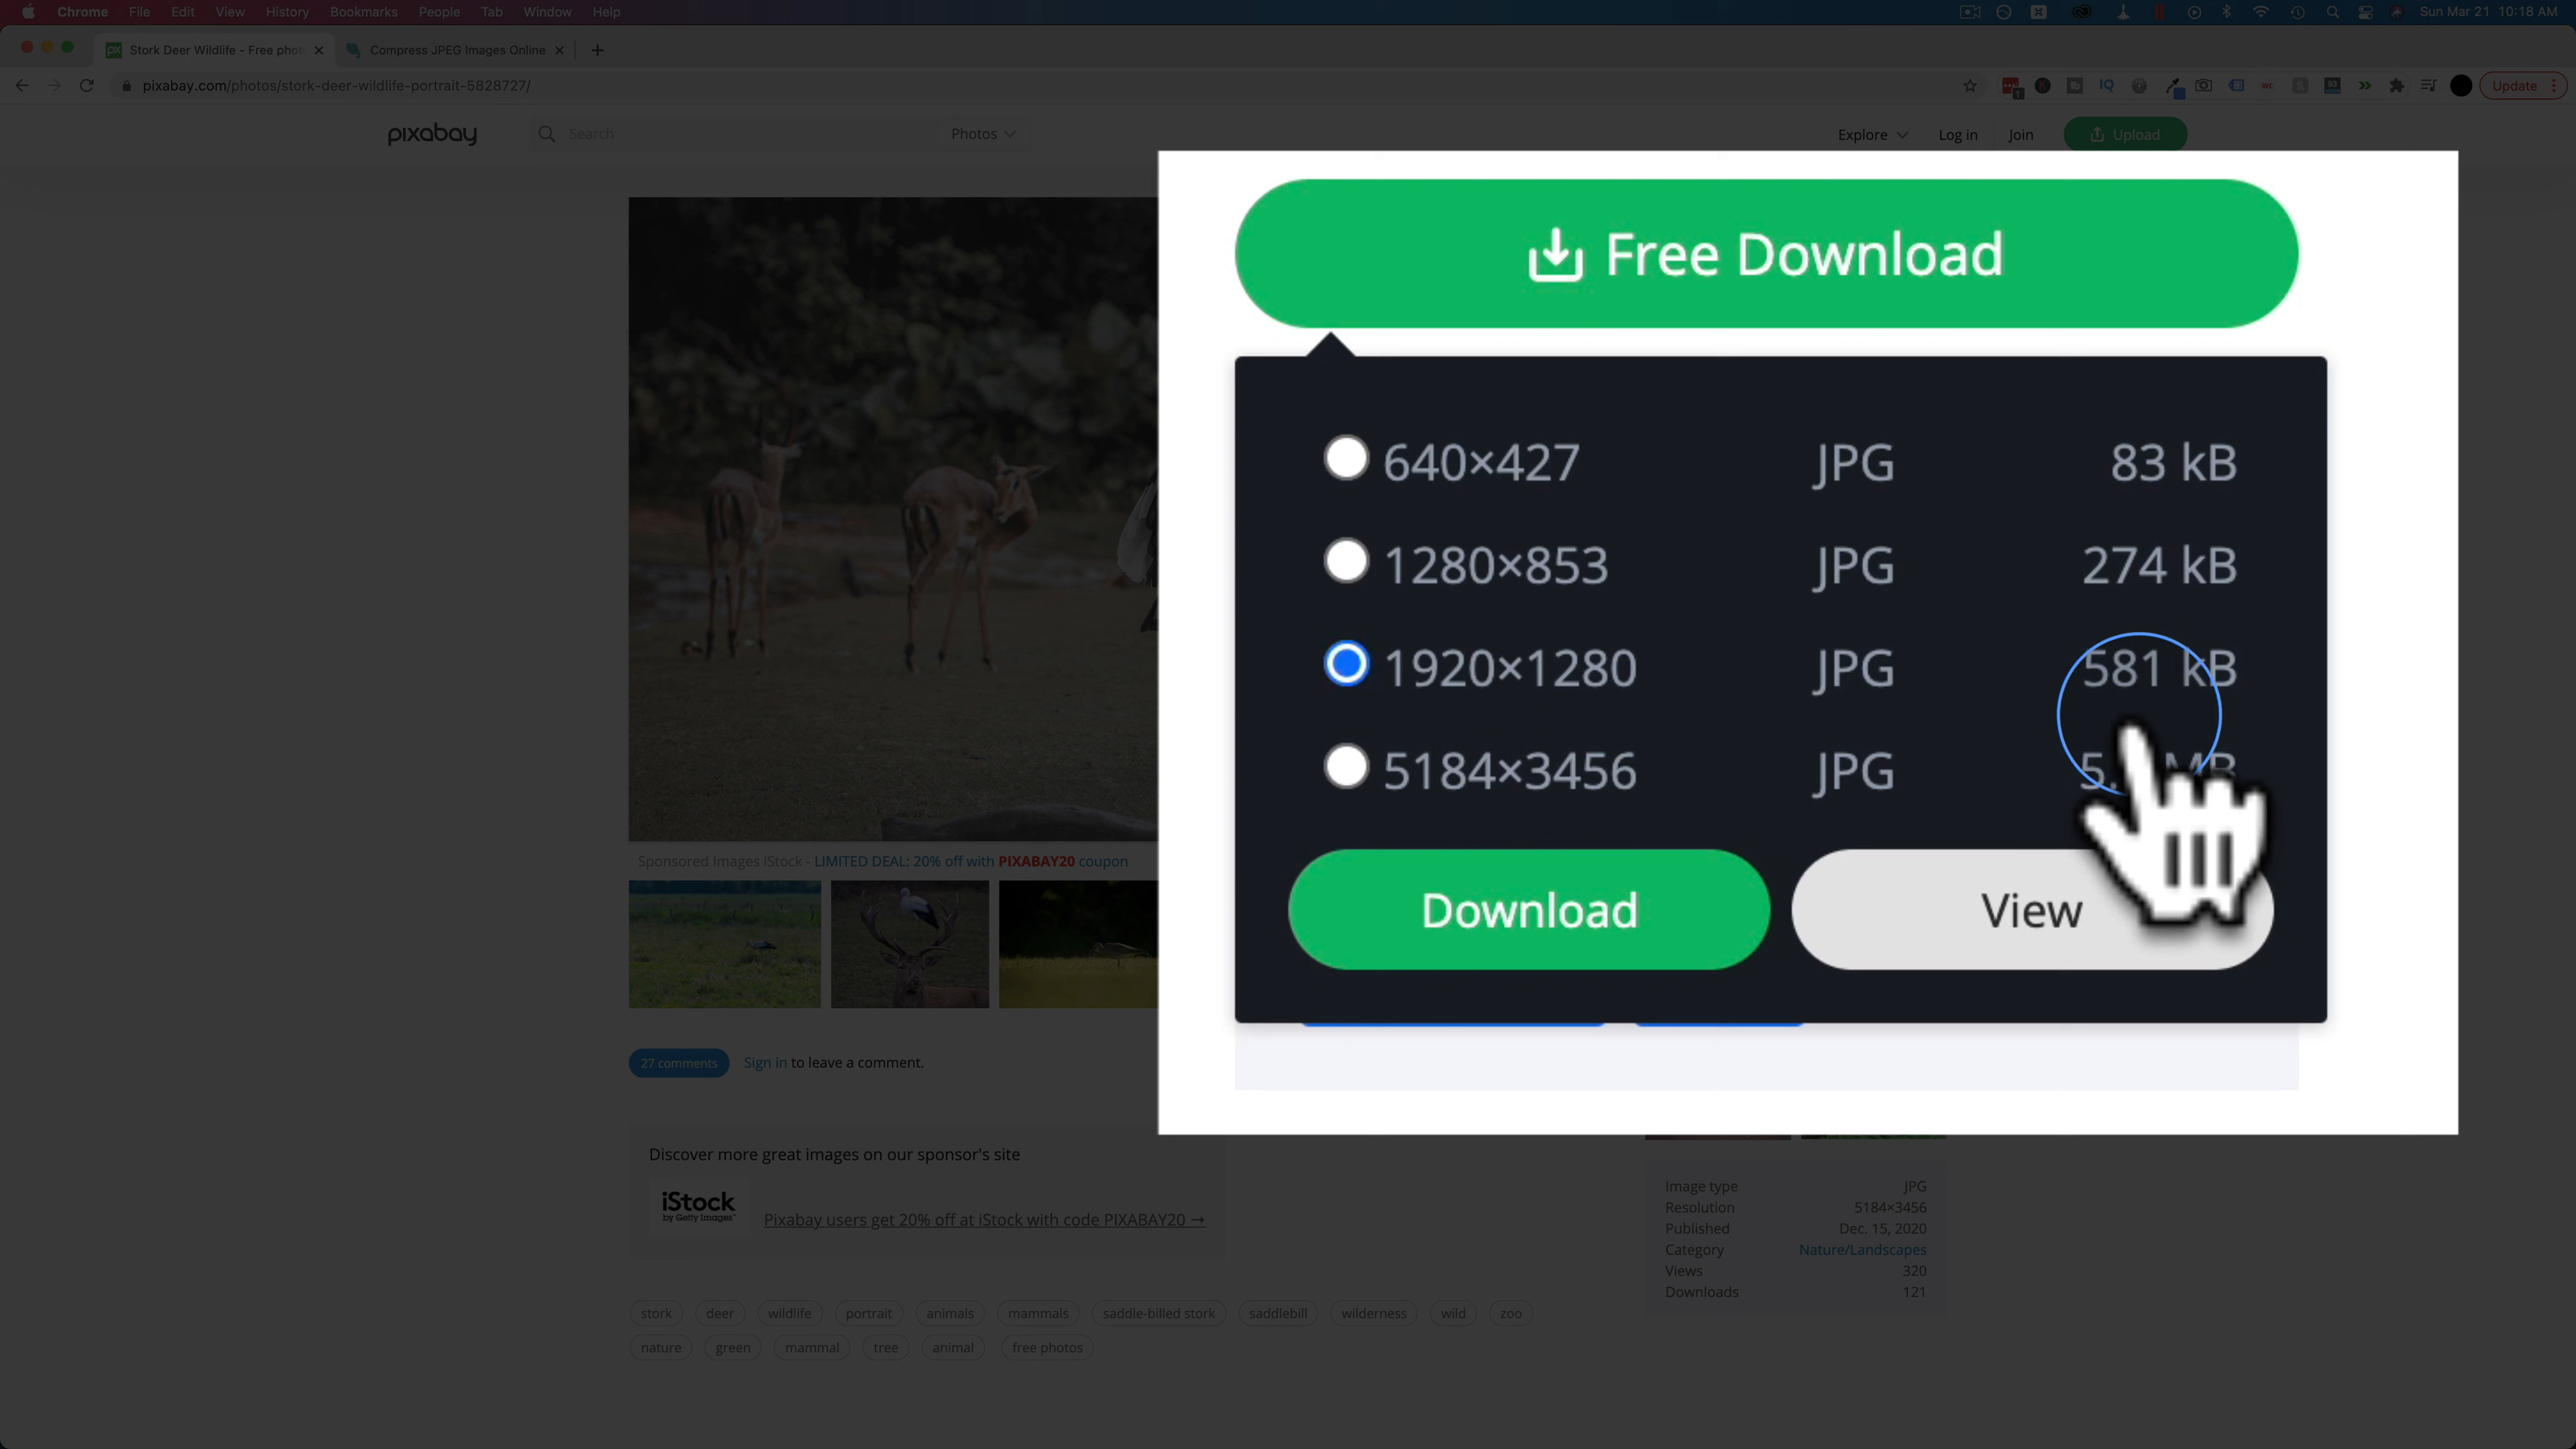 Chrome File Edit View History Bookmarks People Tab Window Help Sun Mar 21 10:18 AM
Stork Deer Wildlife - Free phot Compress JPEG Images Online
pixabay.com/photos/stork-deer-wildlife-portrait-5828727/ Update
pixabay Search Photos Explore Log in Join Upload
Free Download
640×427 JPG 83 kB
1280×853 JPG 274 kB
1920×1280 JPG 581 kB
5184×3456 JPG
Download View
Sponsored Images iStock - LIMITED DEAL: 20% off with PIXABAY20 coupon
27 comments Sign in to leave a comment.
Discover more great images on our sponsor's site
iStock
by Getty Images™
Pixabay users get 20% off at iStock with code PIXABAY20 →
Image type JPG
Resolution 5184×3456
Published Dec. 15, 2020
Category Nature/Landscapes
Views 320
Downloads 121
stork deer wildlife portrait animals mammals saddle-billed stork saddlebill wilderness wild zoo
nature green mammal tree animal free photos